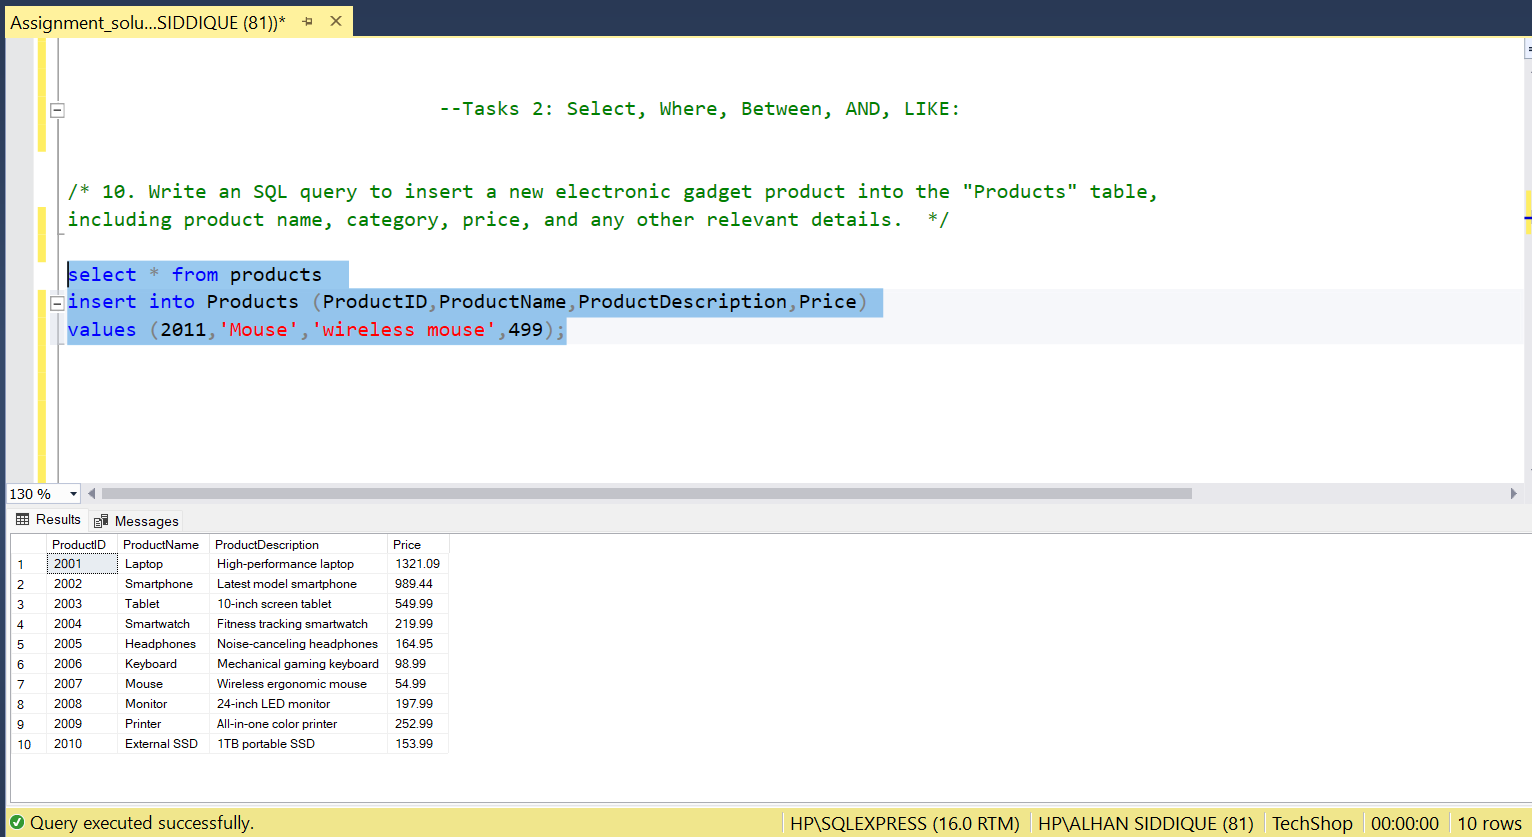 Assignment_solu...SIDDIQUE (81))*
--Tasks 2: Select, Where, Between, AND, LIKE:
/* 10. Write an SQL query to insert a new electronic gadget product into the "Products" table,
including product name, category, price, and any other relevant details.  */
select * from products
insert into Products (ProductID,ProductName,ProductDescription,Price)
values (2011,'Mouse','wireless mouse',499);
130 %
Results Messages
ProductID ProductName ProductDescription Price
1 2001 Laptop High-performance laptop 1321.09
2 2002 Smartphone Latest model smartphone 989.44
3 2003 Tablet 10-inch screen tablet 549.99
4 2004 Smartwatch Fitness tracking smartwatch 219.99
5 2005 Headphones Noise-canceling headphones 164.95
6 2006 Keyboard Mechanical gaming keyboard 98.99
7 2007 Mouse Wireless ergonomic mouse 54.99
8 2008 Monitor 24-inch LED monitor 197.99
9 2009 Printer All-in-one color printer 252.99
10 2010 External SSD 1TB portable SSD 153.99
Query executed successfully. HP\SQLEXPRESS (16.0 RTM) HP\ALHAN SIDDIQUE (81) TechShop 00:00:00 10 rows